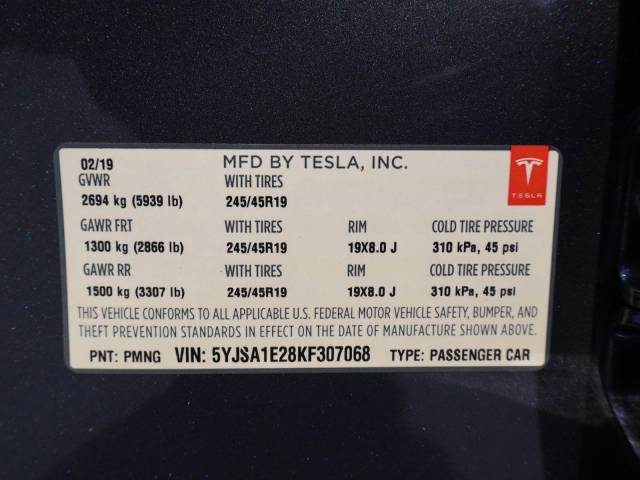 02/19 MFD BY TESLA, INC.
TESLA
GVWR WITH TIRES
2694 kg (5939 lb) 245/45R19
GAWR FRT WITH TIRES RIM COLD TIRE PRESSURE
1300 kg (2866 lb) 245/45R19 19X8.0 J 310 kPa, 45 psi
GAWR RR WITH TIRES RIM COLD TIRE PRESSURE
1500 kg (3307 lb) 245/45R19 19X8.0 J 310 kPa, 45 psi
THIS VEHICLE CONFORMS TO ALL APPLICABLE U.S. FEDERAL MOTOR VEHICLE SAFETY, BUMPER, AND
THEFT PREVENTION STANDARDS IN EFFECT ON THE DATE OF MANUFACTURE SHOWN ABOVE.
PNT: PMNG VIN: 5YJSA1E28KF307068 TYPE: PASSENGER CAR